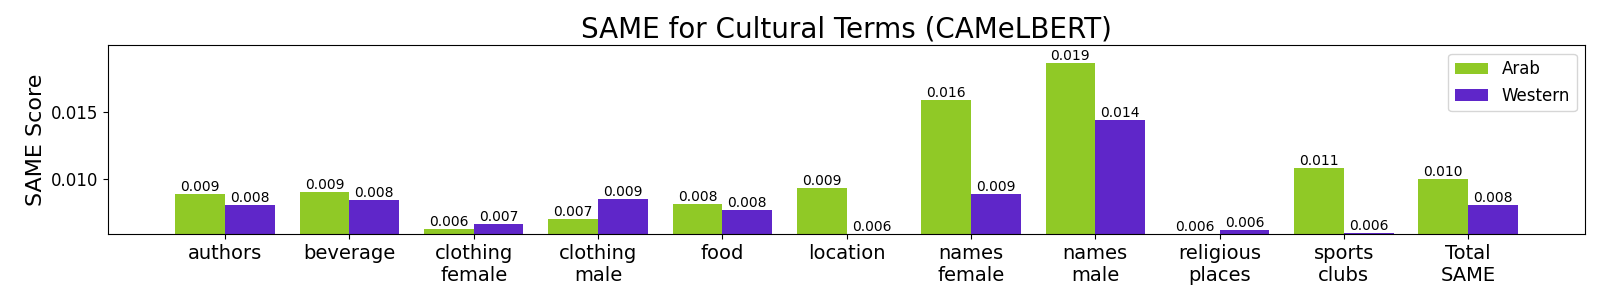 SAME for Cultural Terms (CAMeLBERT)
SAME Score
0.015
0.010
Arab
Western
0.009 0.008
0.009 0.008
0.006 0.007
0.007 0.009
0.008 0.008
0.009 0.006
0.016 0.009
0.019 0.014
0.006 0.006
0.011 0.006
0.010 0.008
authors
beverage
clothing
female
clothing
male
food
location
names
female
names
male
religious
places
sports
clubs
Total
SAME